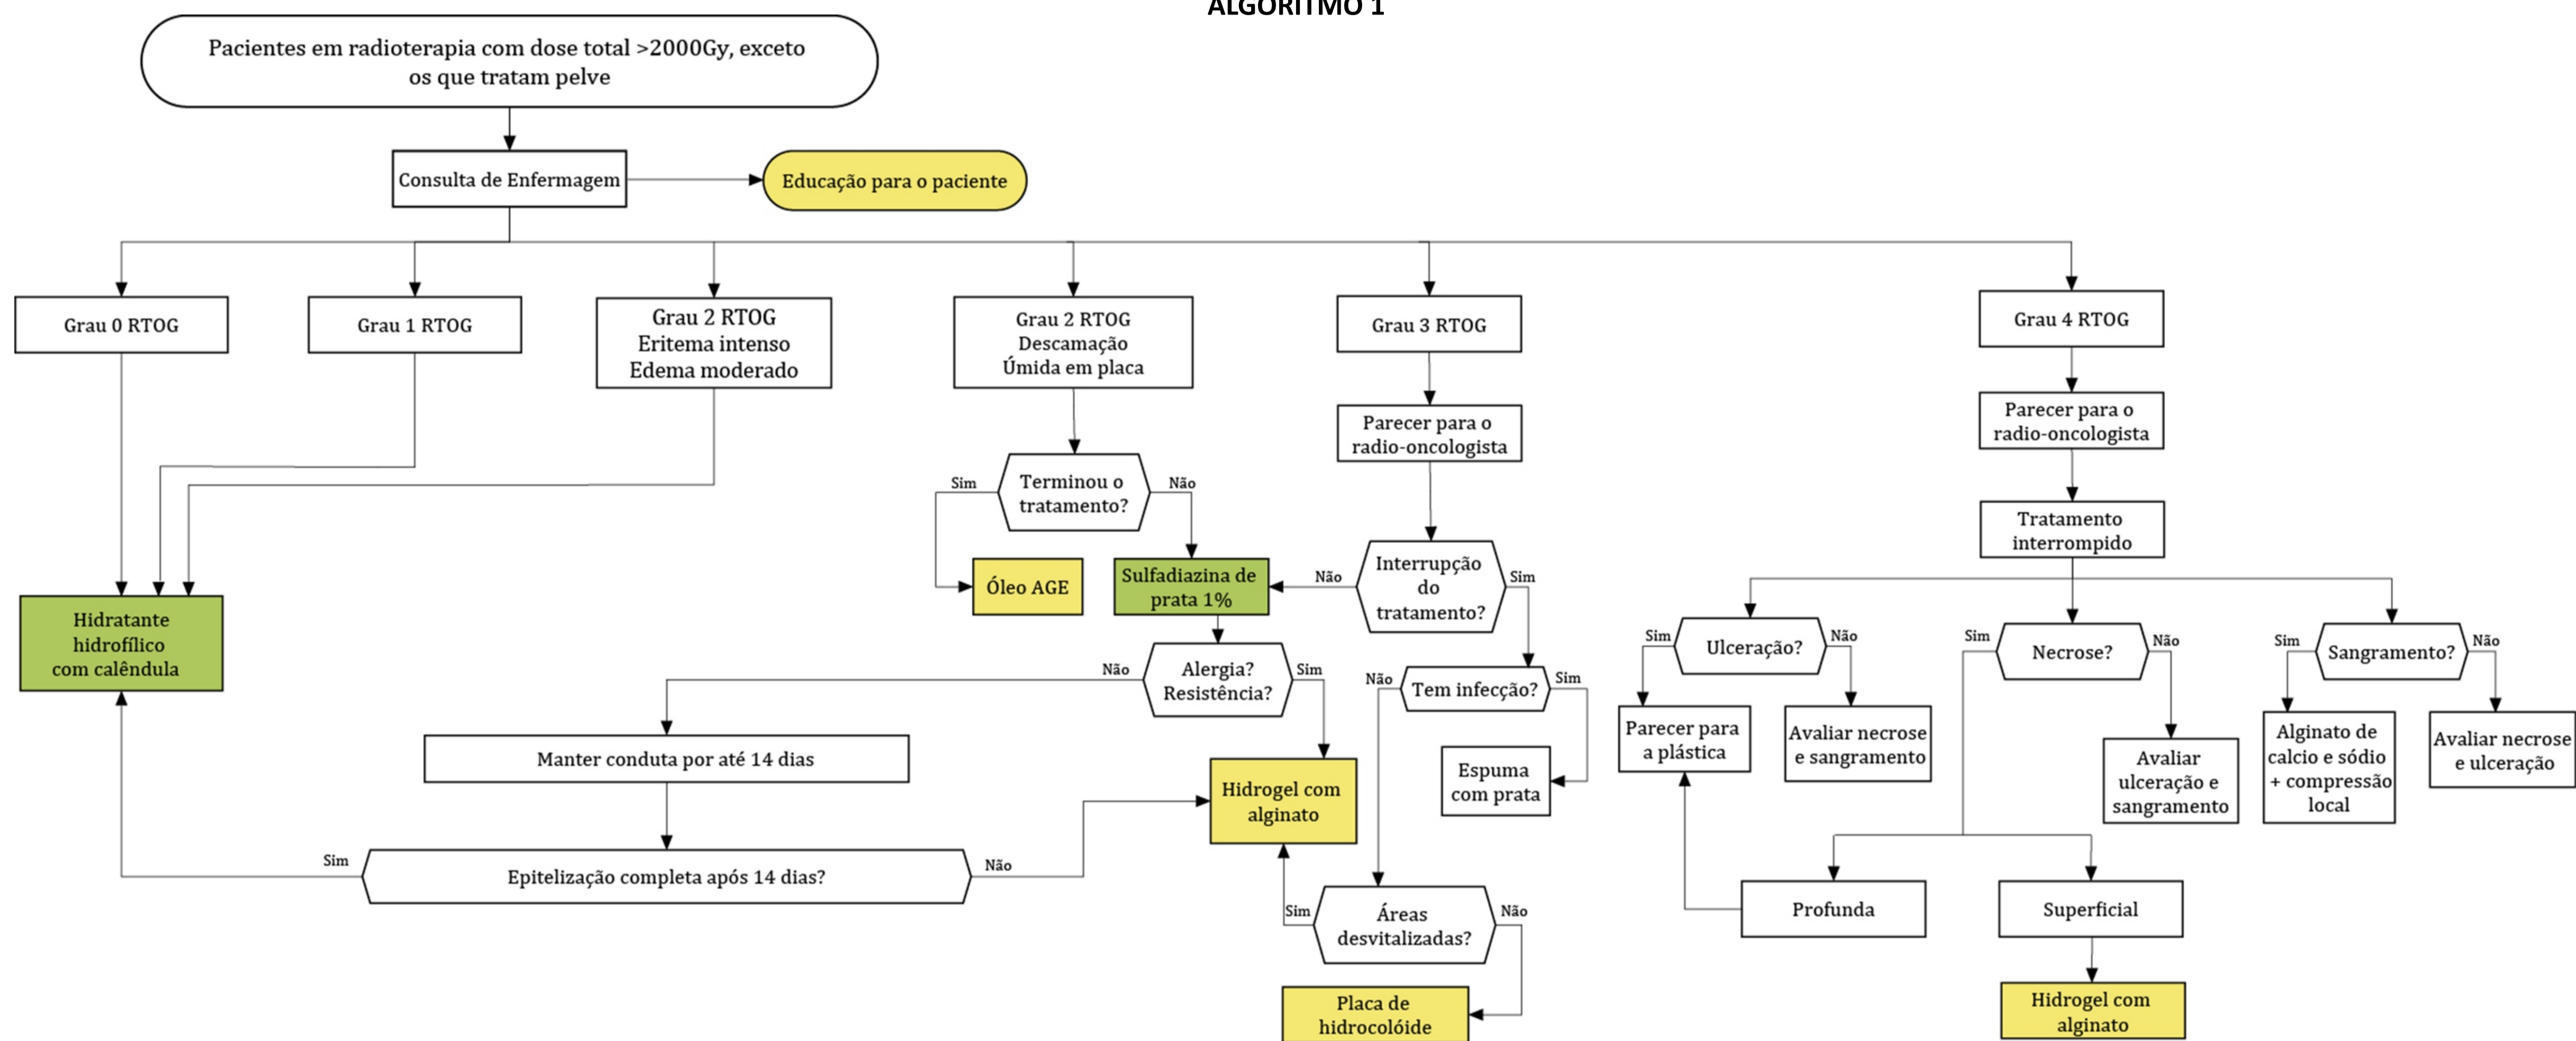 ALGORITMO 1
Pacientes em radioterapia com dose total >2000Gy, exceto
os que tratam pelve
Consulta de Enfermagem
Educação para o paciente
Grau 0 RTOG
Grau 1 RTOG
Grau 2 RTOG
Eritema intenso
Edema moderado
Grau 2 RTOG
Descamação
Úmida em placa
Grau 3 RTOG
Grau 4 RTOG
Parecer para o
radio-oncologista
Parecer para o
radio-oncologista
Sim
Terminou o
tratamento?
Não
Tratamento
interrompido
Óleo AGE
Sulfadiazina de
prata 1%
Não
Interrupção
do
tratamento?
Sim
Hidratante
hidrofílico
com calêndula
Sim
Ulceração?
Não
Sim
Necrose?
Não
Sim
Sangramento?
Não
Não
Alergia?
Resistência?
Sim
Não
Tem infecção?
Sim
Parecer para
a plástica
Avaliar necrose
e sangramento
Avaliar
ulceração e
sangramento
Alginato de
calcio e sódio
+ compressão
local
Avaliar necrose
e ulceração
Manter conduta por até 14 dias
Hidrogel com
alginato
Espuma
com prata
Sim
Epitelização completa após 14 dias?
Não
Sim
Áreas
desvitalizadas?
Não
Profunda
Superficial
Placa de
hidrocolóide
Hidrogel com
alginato